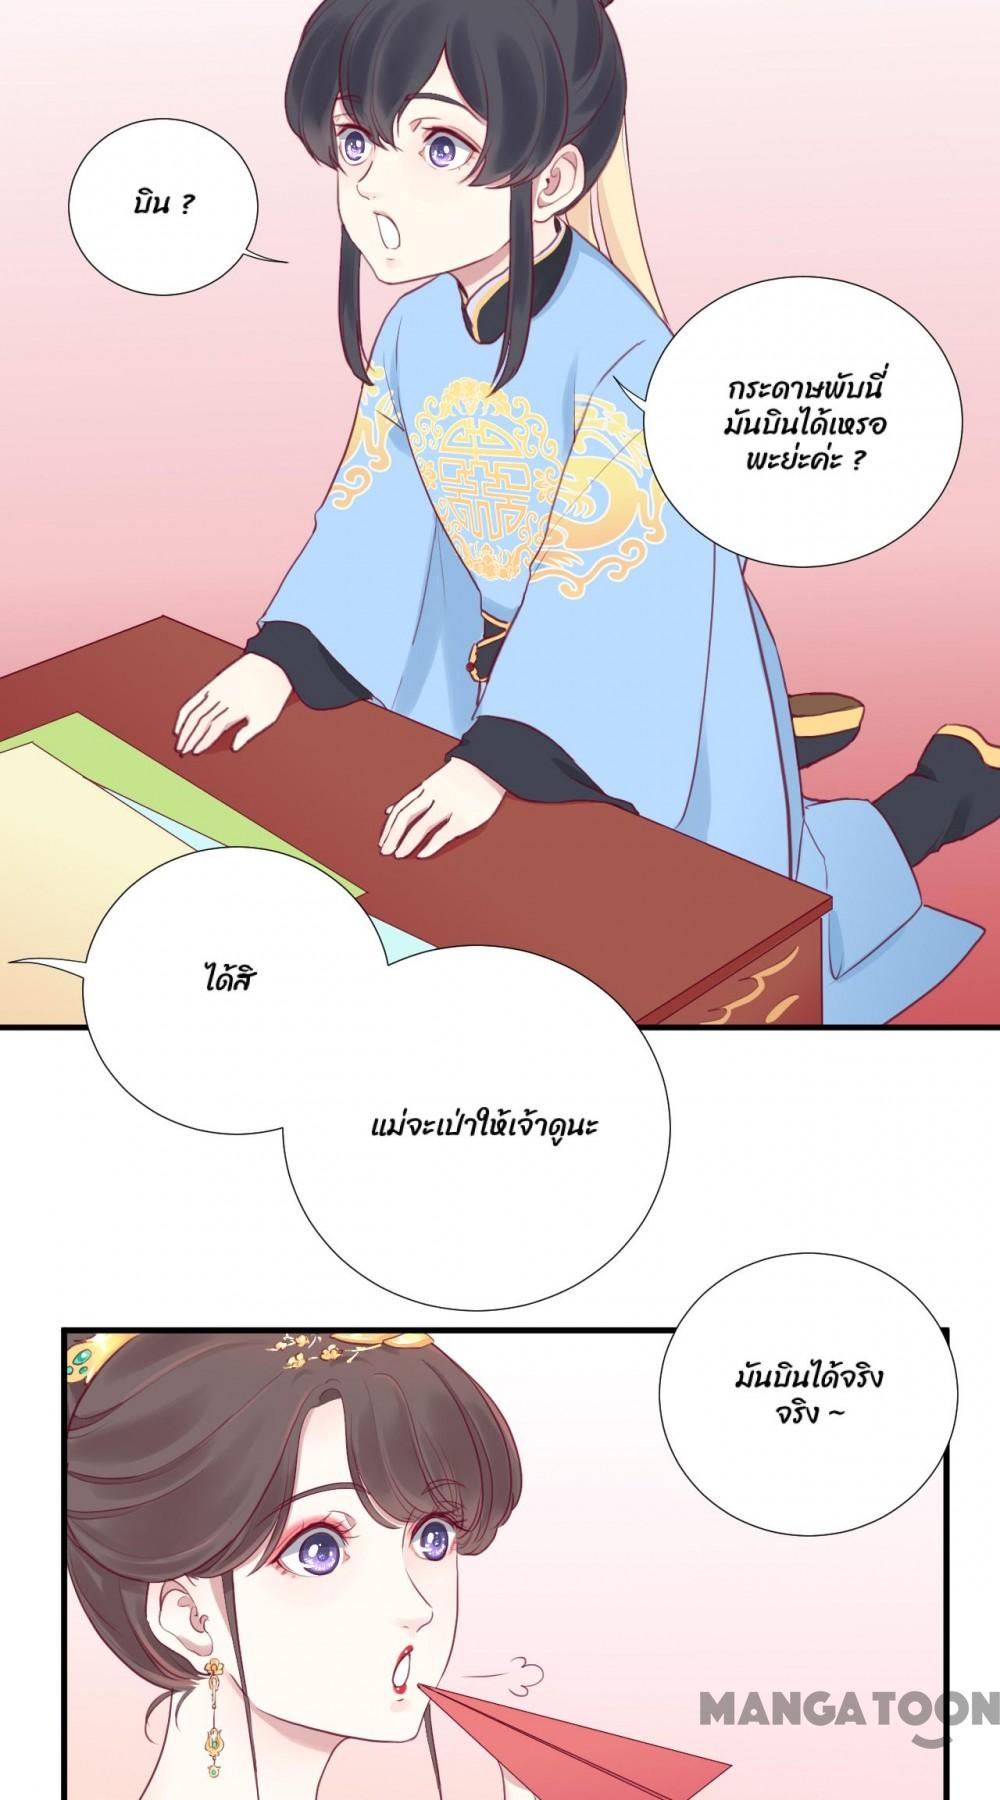 บิน ?
กระดาษพับนี่
มันบินได้เหรอ
พะย่ะค่ะ ?
ได้สิ
แม่จะเป่าให้เจ้าดูนะ
มันบินได้จริง
จริง ~
MANGATOON